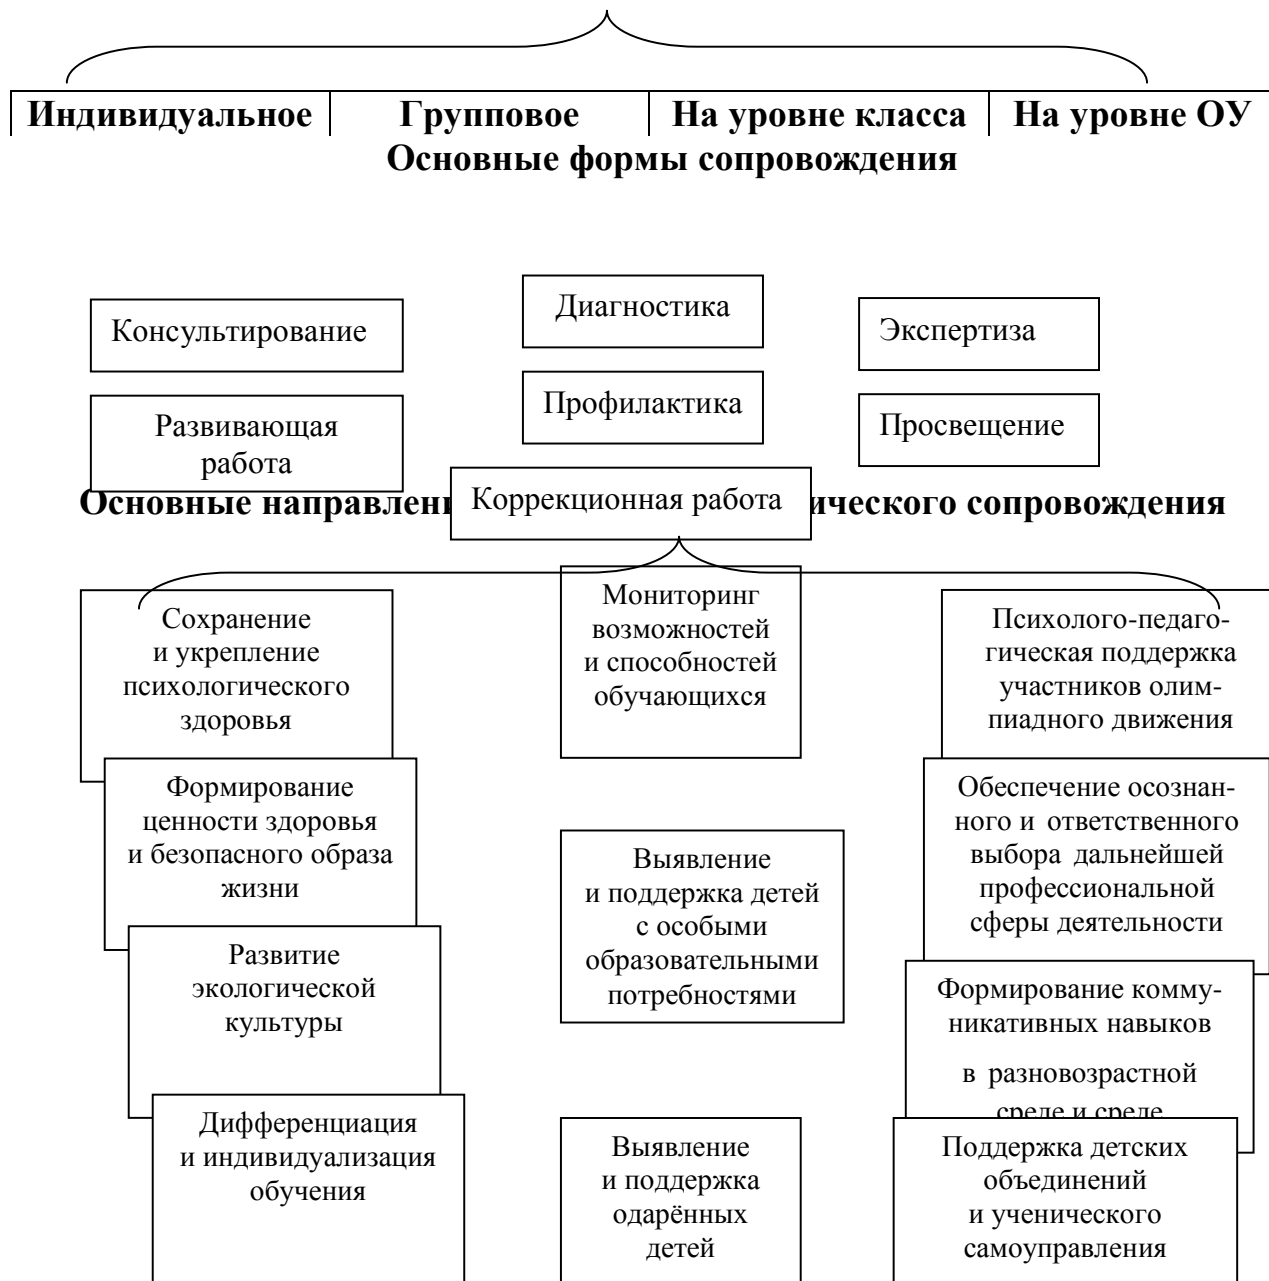 Индивидуальное
Групповое
На уровне класса
На уровне ОУ
Основные формы сопровождения
Консультирование
Диагностика
Экспертиза
Развивающая
работа
Профилактика
Просвещение
Коррекционная работа
Основные направлени ического сопровождения
Сохранение
и укрепление
психологического
здоровья
Мониторинг
возможностей
и способностей
обучающихся
Психолого-педаго-
гическая поддержка
участников олим-
пиадного движения
Формирование
ценности здоровья
и безопасного образа
жизни
Выявление
и поддержка детей
с особыми
образовательными
потребностями
Обеспечение осознан-
ного и ответственного
выбора дальнейшей
профессиональной
сферы деятельности
Развитие
экологической
культуры
Формирование комму-
никативных навыков
в разновозрастной
среде и среде
Дифференциация
и индивидуализация
обучения
Выявление
и поддержка
одарённых
детей
Поддержка детских
объединений
и ученического
самоуправления